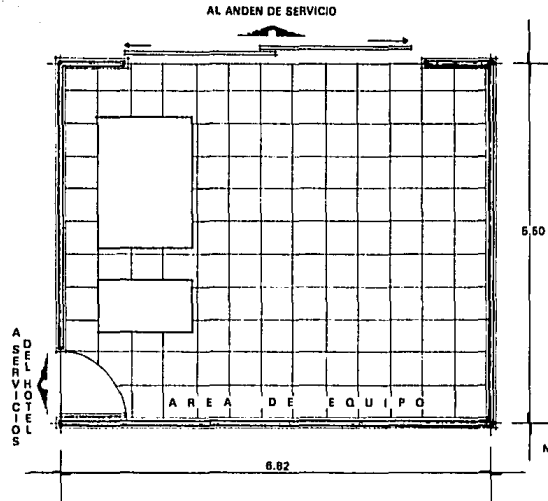 AL ANDEN DE SERVICIO
5.50
A SERVICIOS
DEL HOTEL
AREA DE EQUIPO
6.82
N